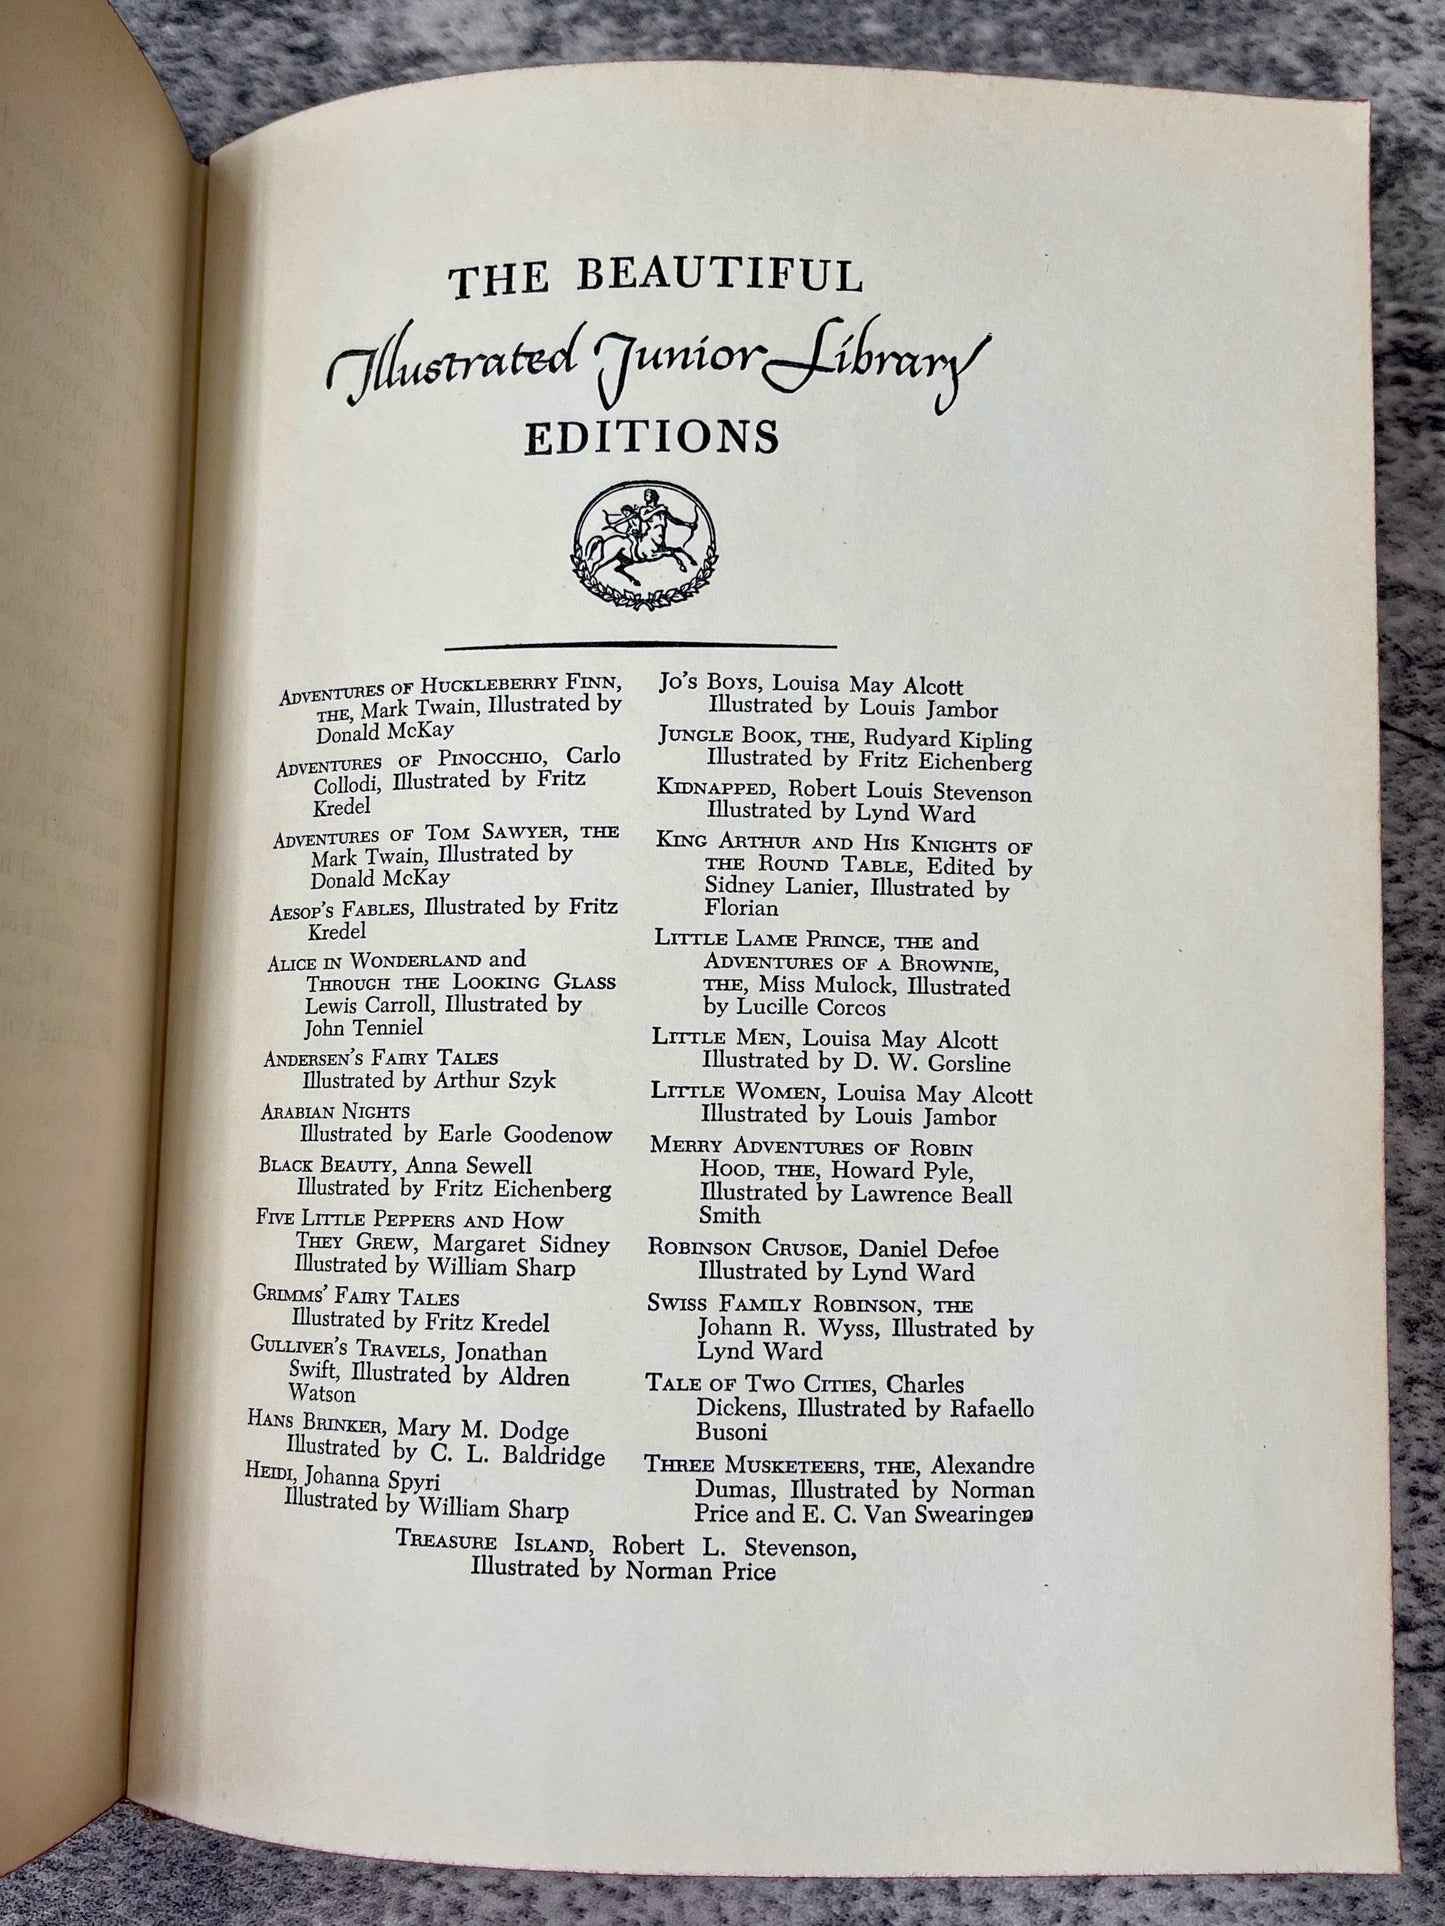 THE BEAUTIFUL
Illustrated Junior Library
EDITIONS
ADVENTURES OF HUCKLEBERRY FINN,
THE, Mark Twain, Illustrated by
Donald McKay
ADVENTURES OF PINOCCHIO, Carlo
Collodi, Illustrated by Fritz
Kredel
ADVENTURES OF TOM SAWYER, THE
Mark Twain, Illustrated by
Donald McKay
AESOP'S FABLES, Illustrated by Fritz
Kredel
ALICE IN WONDERLAND and
THROUGH THE LOOKING GLASS
Lewis Carroll, Illustrated by
John Tenniel
ANDERSEN'S FAIRY TALES
Illustrated by Arthur Szyk
ARABIAN NIGHTS
Illustrated by Earle Goodenow
BLACK BEAUTY, Anna Sewell
Illustrated by Fritz Eichenberg
FIVE LITTLE PEPPERS AND HOW
THEY GREW, Margaret Sidney
Illustrated by William Sharp
GRIMMS' FAIRY TALES
Illustrated by Fritz Kredel
GULLIVER'S TRAVELS, Jonathan
Swift, Illustrated by Aldren
Watson
HANS BRINKER, Mary M. Dodge
Illustrated by C. L. Baldridge
HEIDI, Johanna Spyri
Illustrated by William Sharp
JO'S BOYS, Louisa May Alcott
Illustrated by Louis Jambor
JUNGLE BOOK, THE, Rudyard Kipling
Illustrated by Fritz Eichenberg
KIDNAPPED, Robert Louis Stevenson
Illustrated by Lynd Ward
KING ARTHUR AND HIS KNIGHTS OF
THE ROUND TABLE, Edited by
Sidney Lanier, Illustrated by
Florian
LITTLE LAME PRINCE, THE and
ADVENTURES OF A BROWNIE,
THE, Miss Mulock, Illustrated
by Lucille Corcos
LITTLE MEN, Louisa May Alcott
Illustrated by D. W. Gorsline
LITTLE WOMEN, Louisa May Alcott
Illustrated by Louis Jambor
MERRY ADVENTURES OF ROBIN
HOOD, THE, Howard Pyle,
Illustrated by Lawrence Beall
Smith
ROBINSON CRUSOE, Daniel Defoe
Illustrated by Lynd Ward
SWISS FAMILY ROBINSON, THE
Johann R. Wyss, Illustrated by
Lynd Ward
TALE OF TWO CITIES, Charles
Dickens, Illustrated by Rafaello
Busoni
THREE MUSKETEERS, THE, Alexandre
Dumas, Illustrated by Norman
Price and E. C. Van Swearingen
TREASURE ISLAND, Robert L. Stevenson,
Illustrated by Norman Price